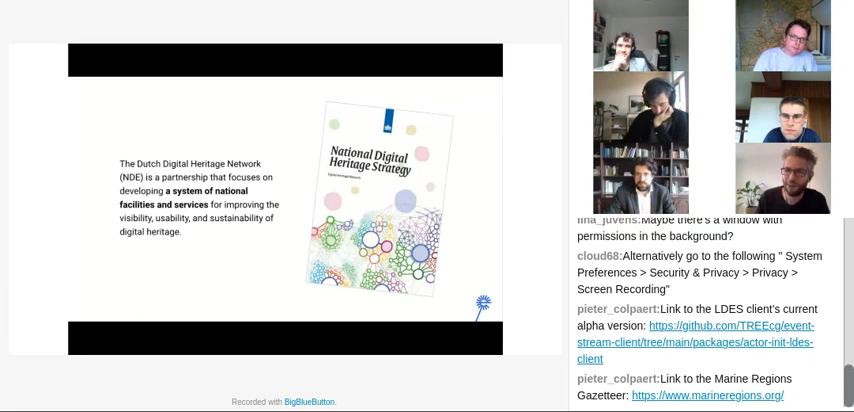 The Dutch Digital Heritage Network
(NDE) is a partnership that focuses on
developing a system of national
facilities and services for improving the
visibility, usability, and sustainability of
digital heritage.
National Digital
Heritage Strategy
Digital Heritage Network
Recorded with BigBlueButton.
lina_juvens:Maybe there's a window with
permissions in the background?
cloud68:Alternatively go to the following " System
Preferences > Security & Privacy > Privacy >
Screen Recording"
pieter_colpaert:Link to the LDES client's current
alpha version: https://github.com/TREEcg/event-
stream-client/tree/main/packages/actor-init-ldes-
client
pieter_colpaert:Link to the Marine Regions
Gazetteer: https://www.marineregions.org/